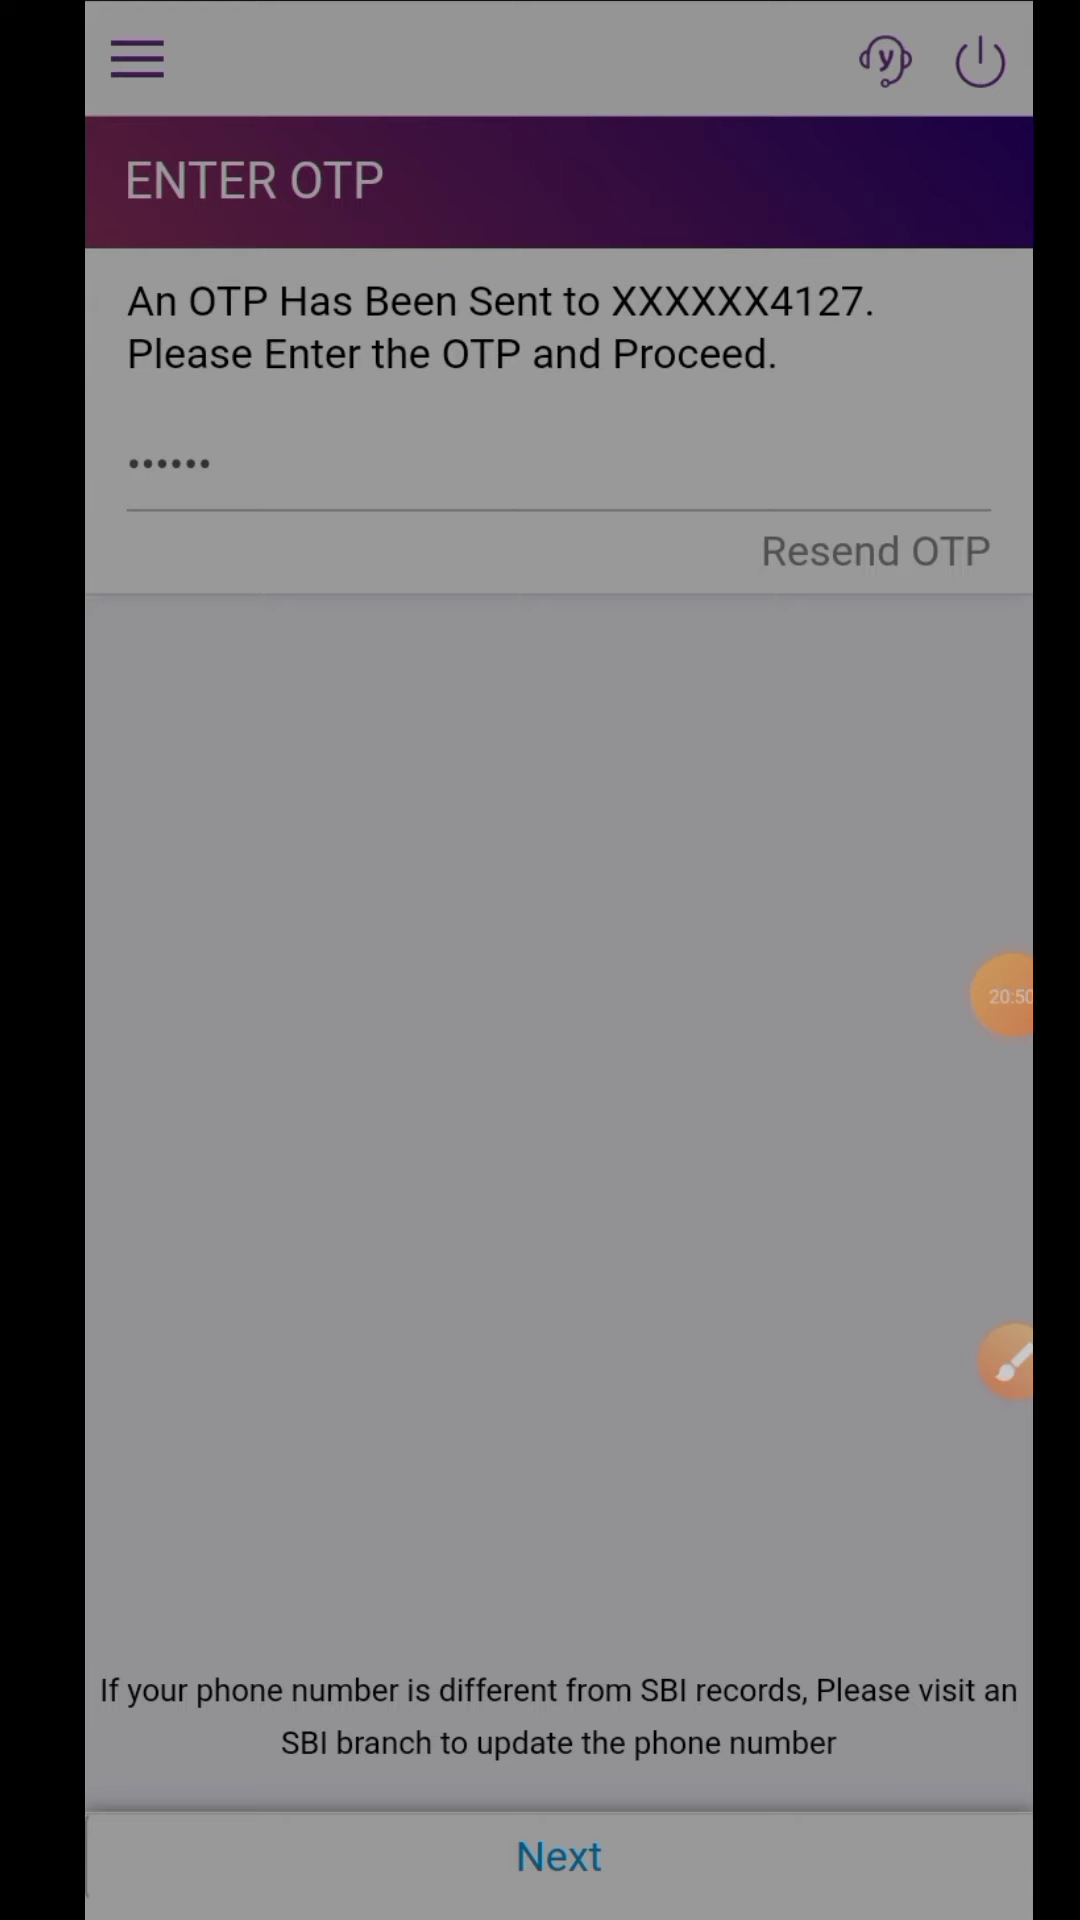 y
ENTER OTP
An OTP Has Been Sent to XXXXXX4127.
Please Enter the OTP and Proceed.
••••••
Resend OTP
20:50
If your phone number is different from SBI records, Please visit an
SBI branch to update the phone number
Next